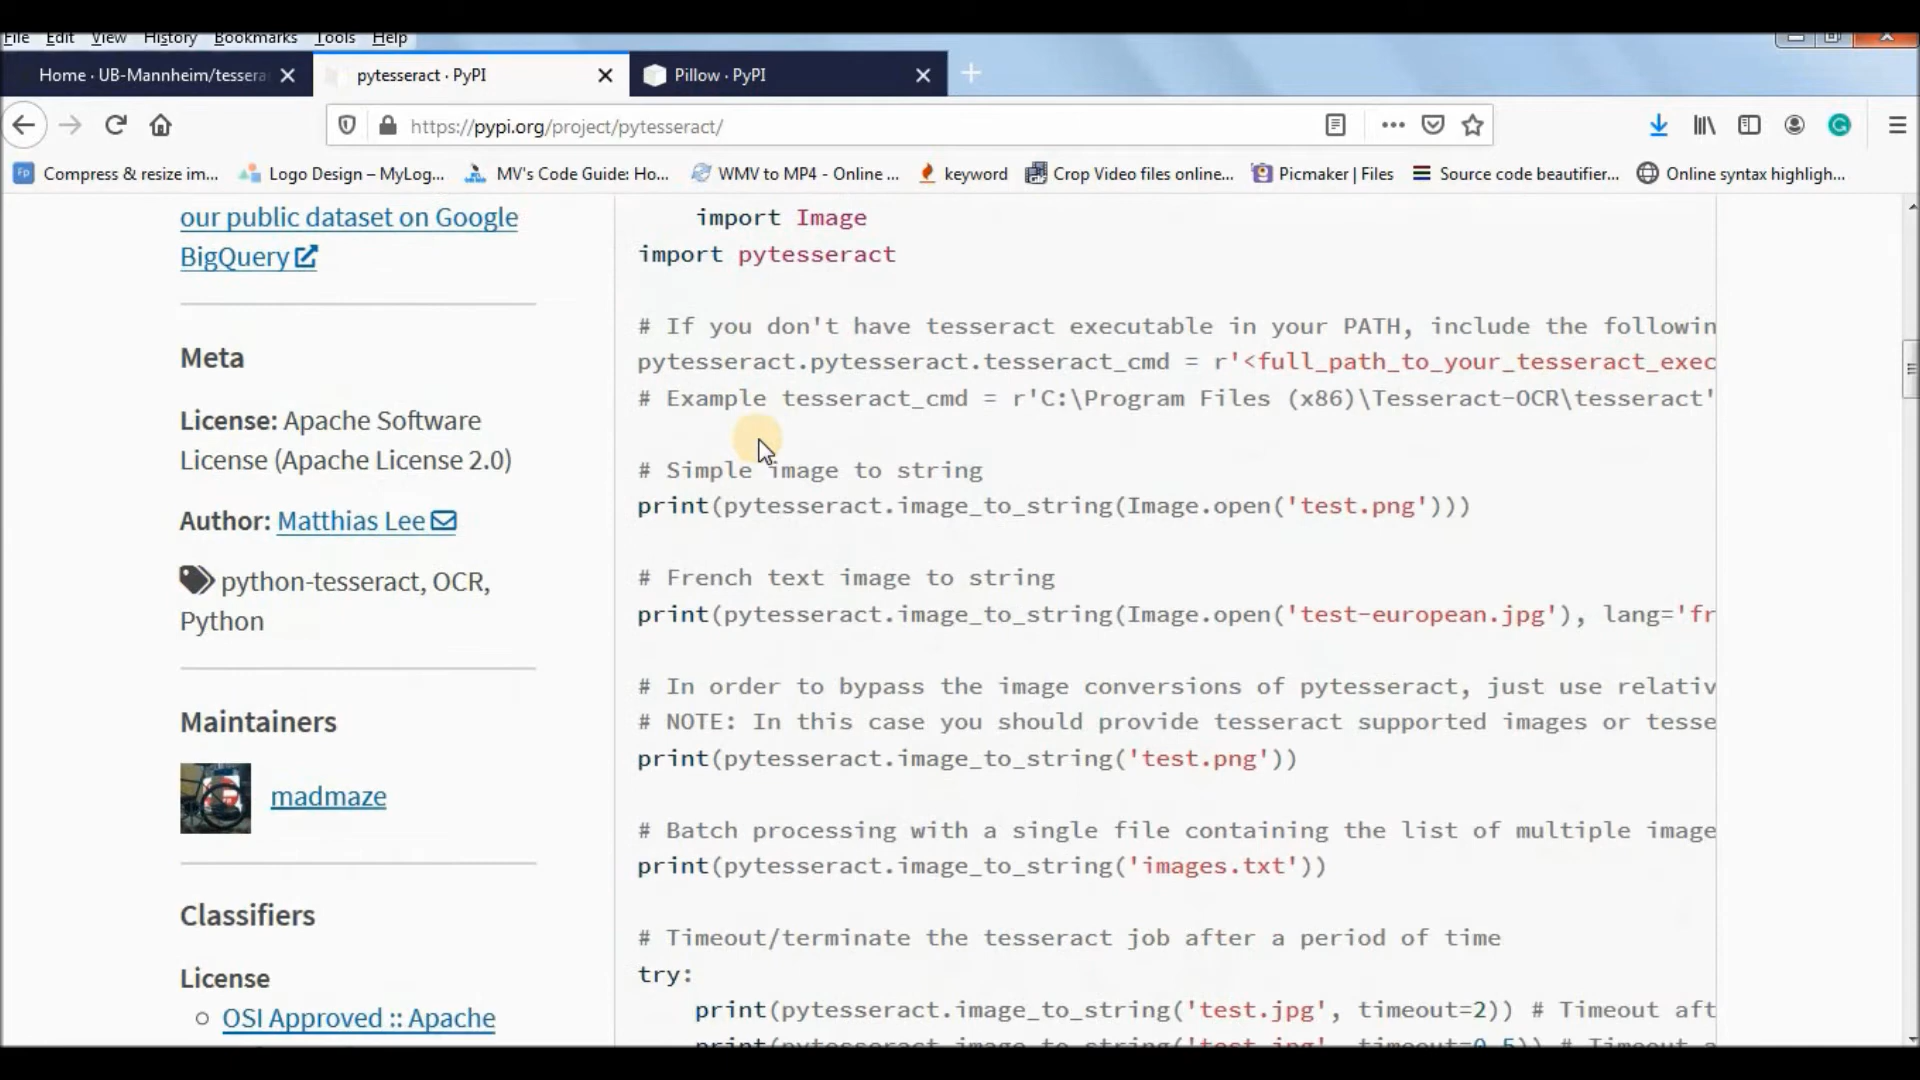 File Edit View History Bookmarks Tools Help
Home · UB-Mannheim/tessera
pytesseract · PyPI
Pillow · PyPI
https://pypi.org/project/pytesseract/
Compress & resize im...
Logo Design – MyLog...
MV's Code Guide: Ho...
WMV to MP4 - Online ...
keyword
Crop Video files online...
Picmaker | Files
Source code beautifier...
Online syntax highligh...
our public dataset on Google
BigQuery
Meta
License: Apache Software
License (Apache License 2.0)
Author: Matthias Lee
python-tesseract, OCR,
Python
Maintainers
madmaze
Classifiers
License
OSI Approved :: Apache
import Image
import pytesseract
# If you don't have tesseract executable in your PATH, include the followin
pytesseract.pytesseract.tesseract_cmd = r'<full_path_to_your_tesseract_exec
# Example tesseract_cmd = r'C:\Program Files (x86)\Tesseract-OCR\tesseract'
# Simple image to string
print(pytesseract.image_to_string(Image.open('test.png')))
# French text image to string
print(pytesseract.image_to_string(Image.open('test-european.jpg'), lang='fr
# In order to bypass the image conversions of pytesseract, just use relativ
# NOTE: In this case you should provide tesseract supported images or tesse
print(pytesseract.image_to_string('test.png'))
# Batch processing with a single file containing the list of multiple image
print(pytesseract.image_to_string('images.txt'))
# Timeout/terminate the tesseract job after a period of time
try:
print(pytesseract.image_to_string('test.jpg', timeout=2)) # Timeout aft